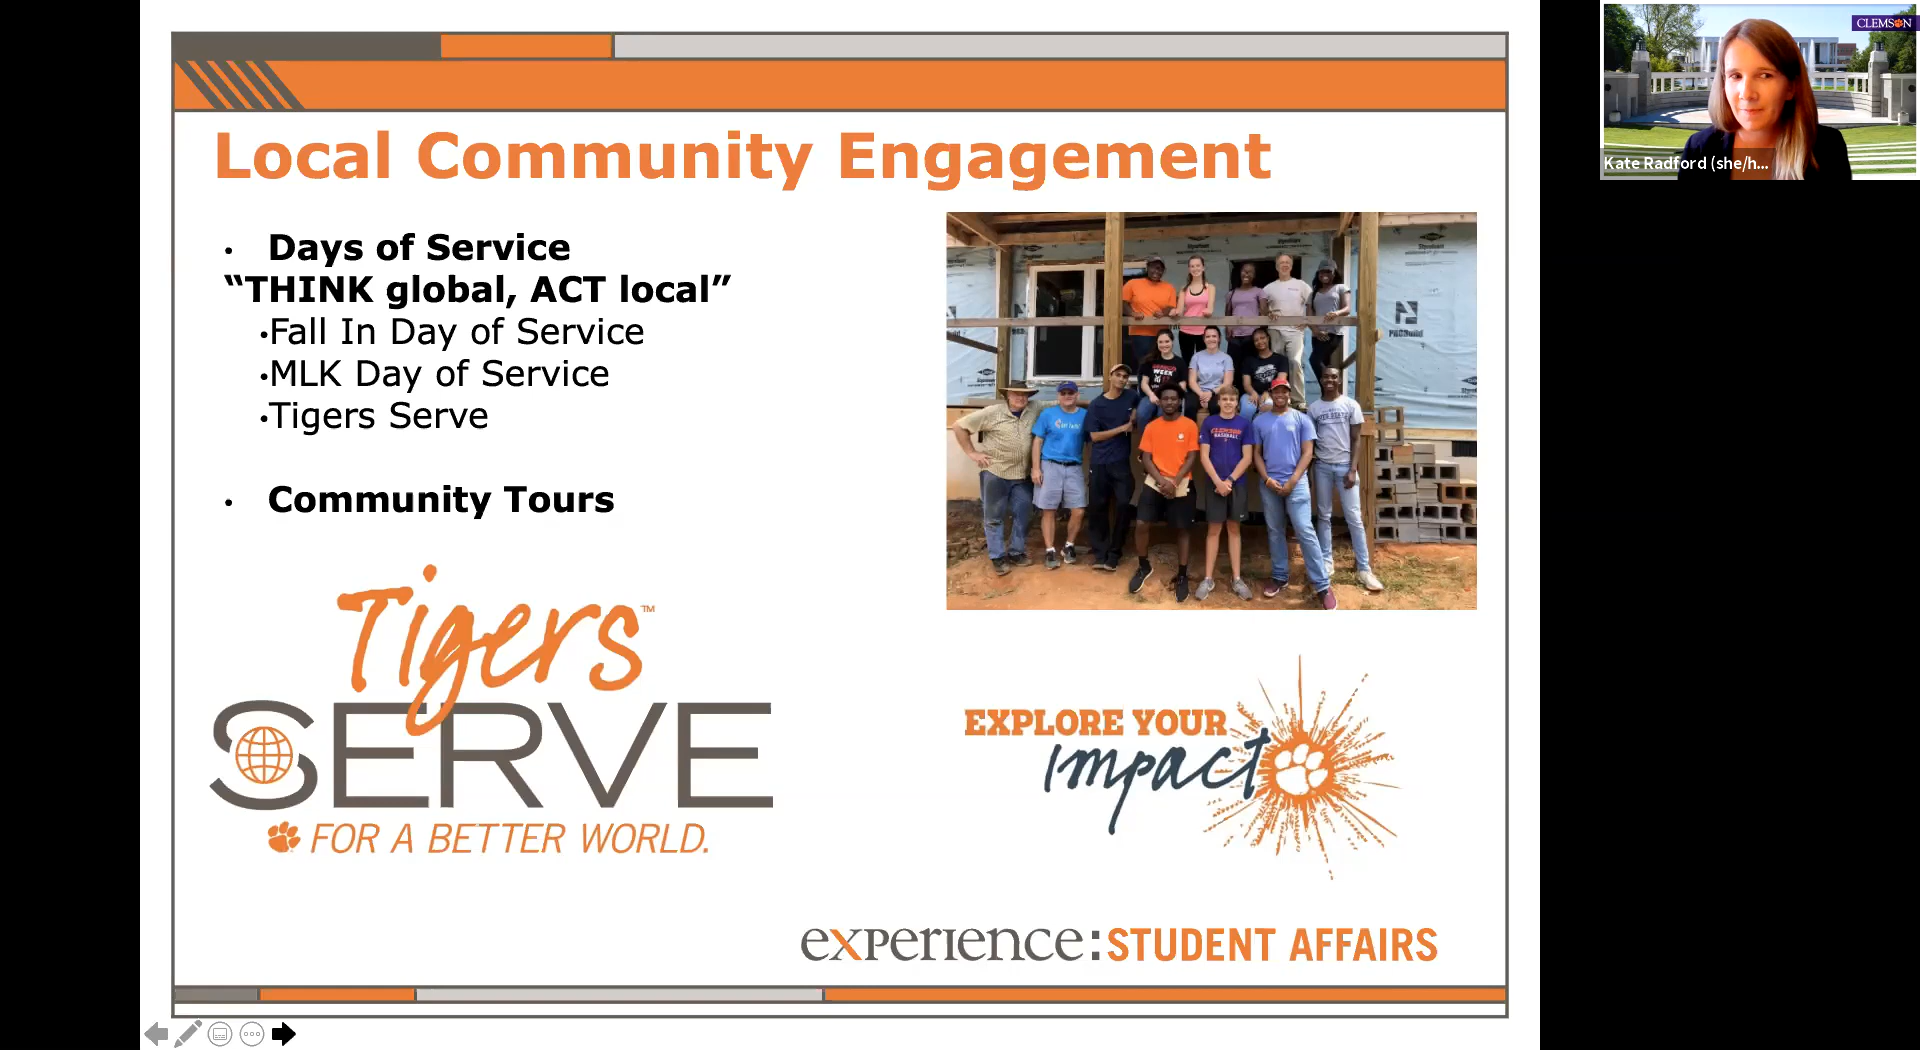 Local Community Engagement
• Days of Service
“THINK global, ACT local”
•Fall In Day of Service
•MLK Day of Service
•Tigers Serve
• Community Tours
Tigers™
SERVE
FOR A BETTER WORLD.
EXPLORE YOUR
impact
experience:STUDENT AFFAIRS
CLEMSON
Kate Radford (she/h...